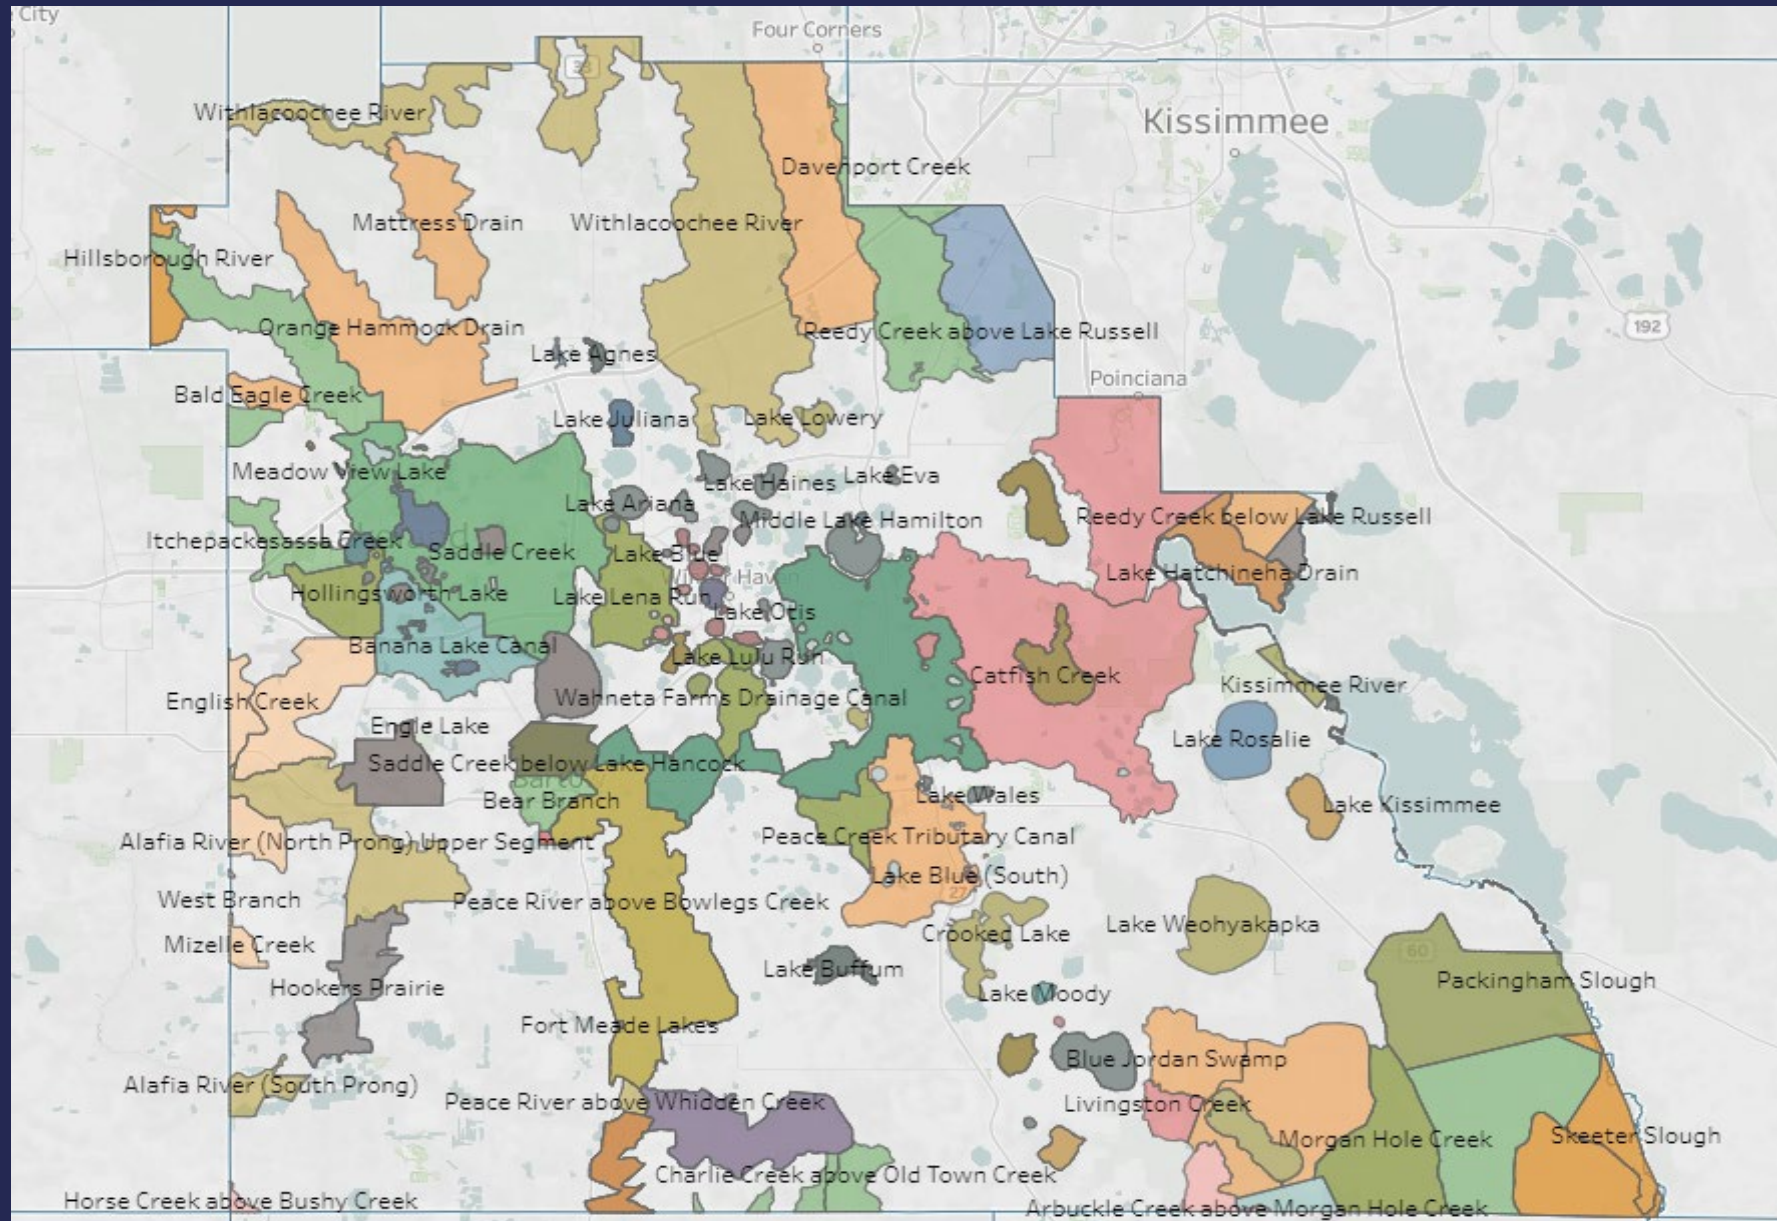 City
Four Corners
33
Withlacoochee River
Kissimmee
Davenport Creek
Mattress Drain
Withlacoochee River
Hillsborough River
Orange Hammock Drain
Reedy Creek above Lake Russell
192
Lake Agnes
Poinciana
Bald Eagle Creek
Lake Juliana
Lake Lowery
Meadow View Lake
Lake Haines
Lake Eva
Lake Ariana
Middle Lake Hamilton
Reedy Creek below Lake Russell
Itchepackesassa Creek
Saddle Creek
Lake Blue
Lake Hatchineha Drain
Winter Haven
Hollingsworth Lake
Lake Lena Run
Lake Otis
Banana Lake Canal
Lake Lulu Run
Catfish Creek
Kissimmee River
English Creek
Wahneta Farms Drainage Canal
Engle Lake
Lake Rosalie
Saddle Creek below Lake Hancock
Bartow
Bear Branch
Lake Wales
Lake Kissimmee
Alafia River (North Prong) Upper Segment
Peace Creek Tributary Canal
Lake Blue (South)
27
West Branch
Peace River above Bowlegs Creek
Lake Weohyakapka
Mizelle Creek
Crooked Lake
60
Lake Buffum
Packingham Slough
Hookers Prairie
Lake Moody
Fort Meade Lakes
Blue Jordan Swamp
Alafia River (South Prong)
Peace River above Whidden Creek
Livingston Creek
Morgan Hole Creek
Skeeter Slough
Charlie Creek above Old Town Creek
Horse Creek above Bushy Creek
Arbuckle Creek above Morgan Hole Creek